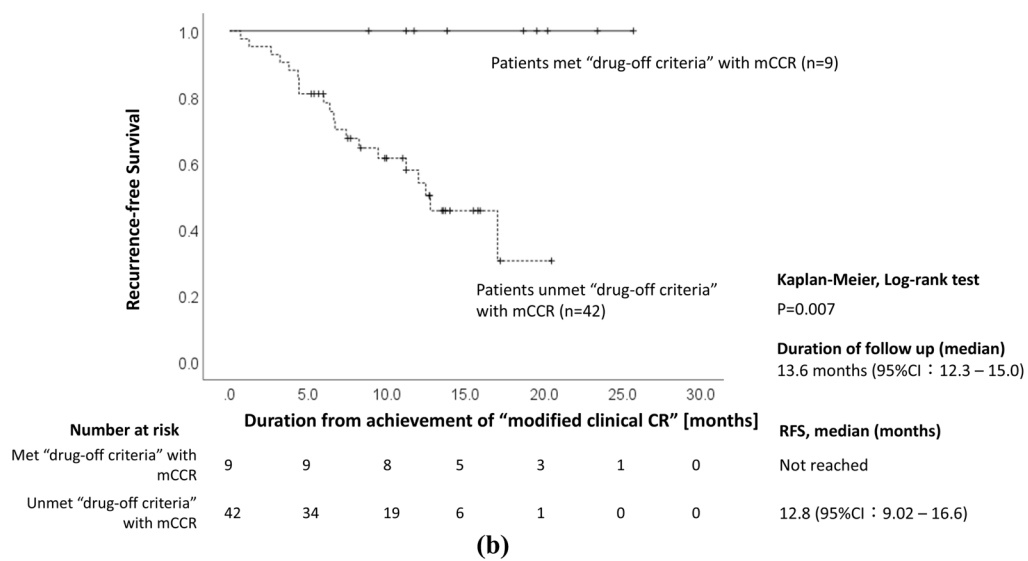 1.0
Patients met “drug-off criteria” with mCCR (n=9)
0.8
Recurrence-free Survival
0.6
0.4
Patients unmet “drug-off criteria”
with mCCR (n=42)
0.2
0.0
Kaplan-Meier, Log-rank test
P=0.007
Duration of follow up (median)
13.6 months (95%CI：12.3 – 15.0)
.0 5.0 10.0 15.0 20.0 25.0 30.0
Duration from achievement of “modified clinical CR” [months]
Number at risk
RFS, median (months)
Met “drug-off criteria” with
mCCR
9 9 8 5 3 1 0
Not reached
Unmet “drug-off criteria”
with mCCR
42 34 19 6 1 0 0
12.8 (95%CI：9.02 – 16.6)
(b)